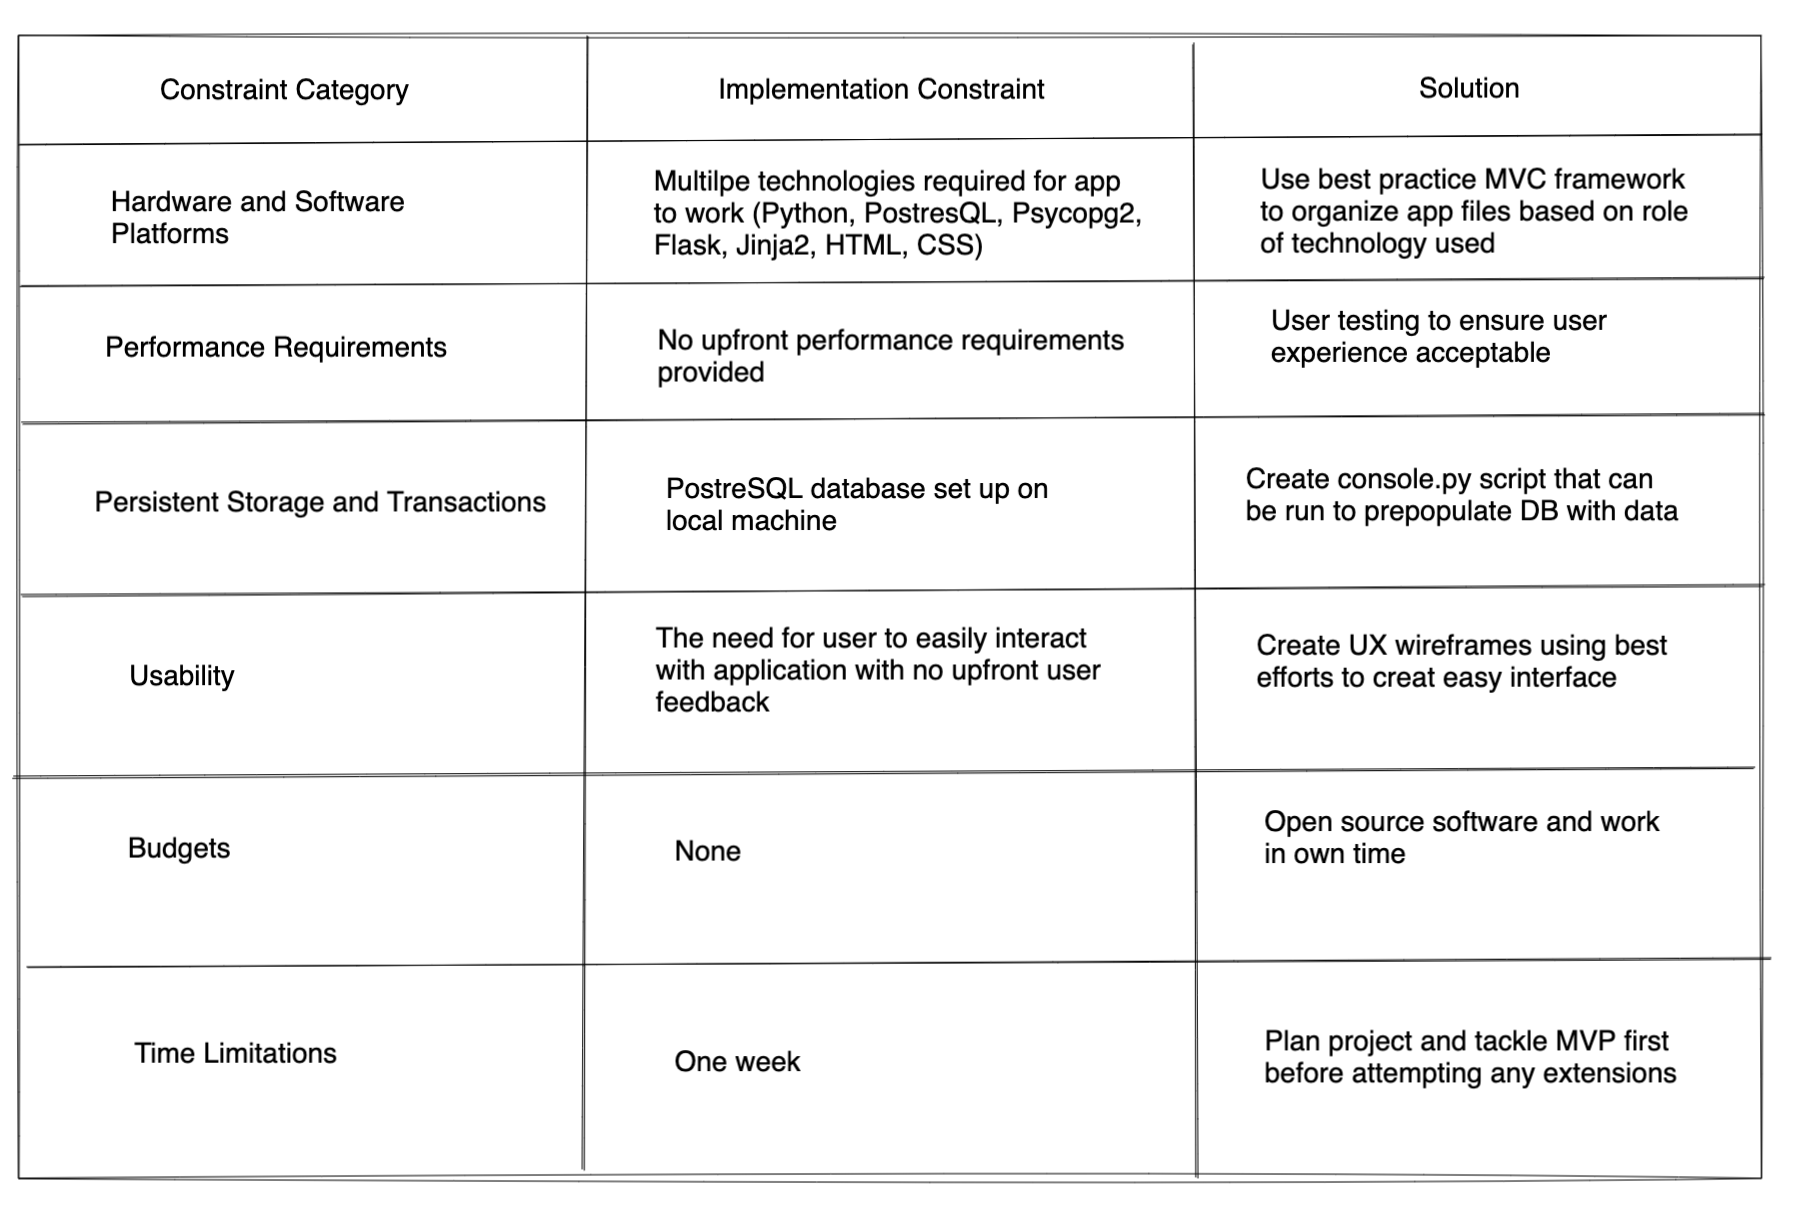 Constraint Category
Implementation Constraint
Solution
Hardware and Software
Platforms
Multilpe technologies required for app
to work (Python, PostresQL, Psycopg2,
Flask, Jinja2, HTML, CSS)
Use best practice MVC framework
to organize app files based on role
of technology used
Performance Requirements
No upfront performance requirements
provided
User testing to ensure user
experience acceptable
Persistent Storage and Transactions
PostreSQL database set up on
local machine
Create console.py script that can
be run to prepopulate DB with data
Usability
The need for user to easily interact
with application with no upfront user
feedback
Create UX wireframes using best
efforts to creat easy interface
Budgets
None
Open source software and work
in own time
Time Limitations
One week
Plan project and tackle MVP first
before attempting any extensions